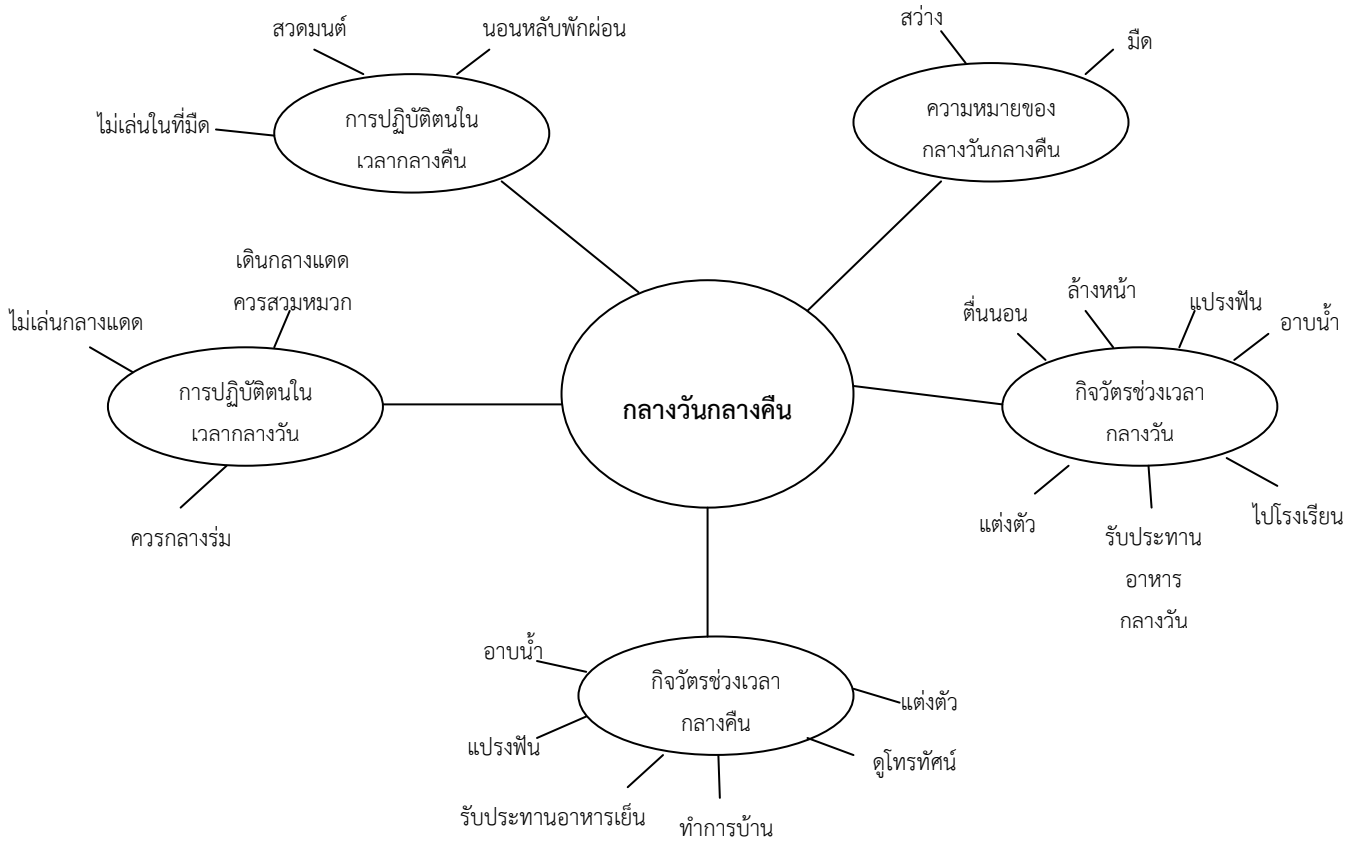 สว่าง
สวดมนต์
นอนหลับพักผ่อน
มืด
ไม่เล่นในที่มืด
การปฏิบัติตนใน
เวลากลางคืน
ความหมายของ
กลางวันกลางคืน
เดินกลางแดด
ควรสวมหมวก
ไม่เล่นกลางแดด
การปฏิบัติตนใน
เวลากลางวัน
ควรกลางร่ม
กลางวันกลางคืน
ตื่นนอน
ล้างหน้า
แปรงฟัน
อาบน้ำ
กิจวัตรช่วงเวลา
กลางวัน
แต่งตัว
รับประทาน
อาหาร
กลางวัน
ไปโรงเรียน
อาบน้ำ
กิจวัตรช่วงเวลา
กลางคืน
แต่งตัว
แปรงฟัน
ดูโทรทัศน์
รับประทานอาหารเย็น
ทำการบ้าน